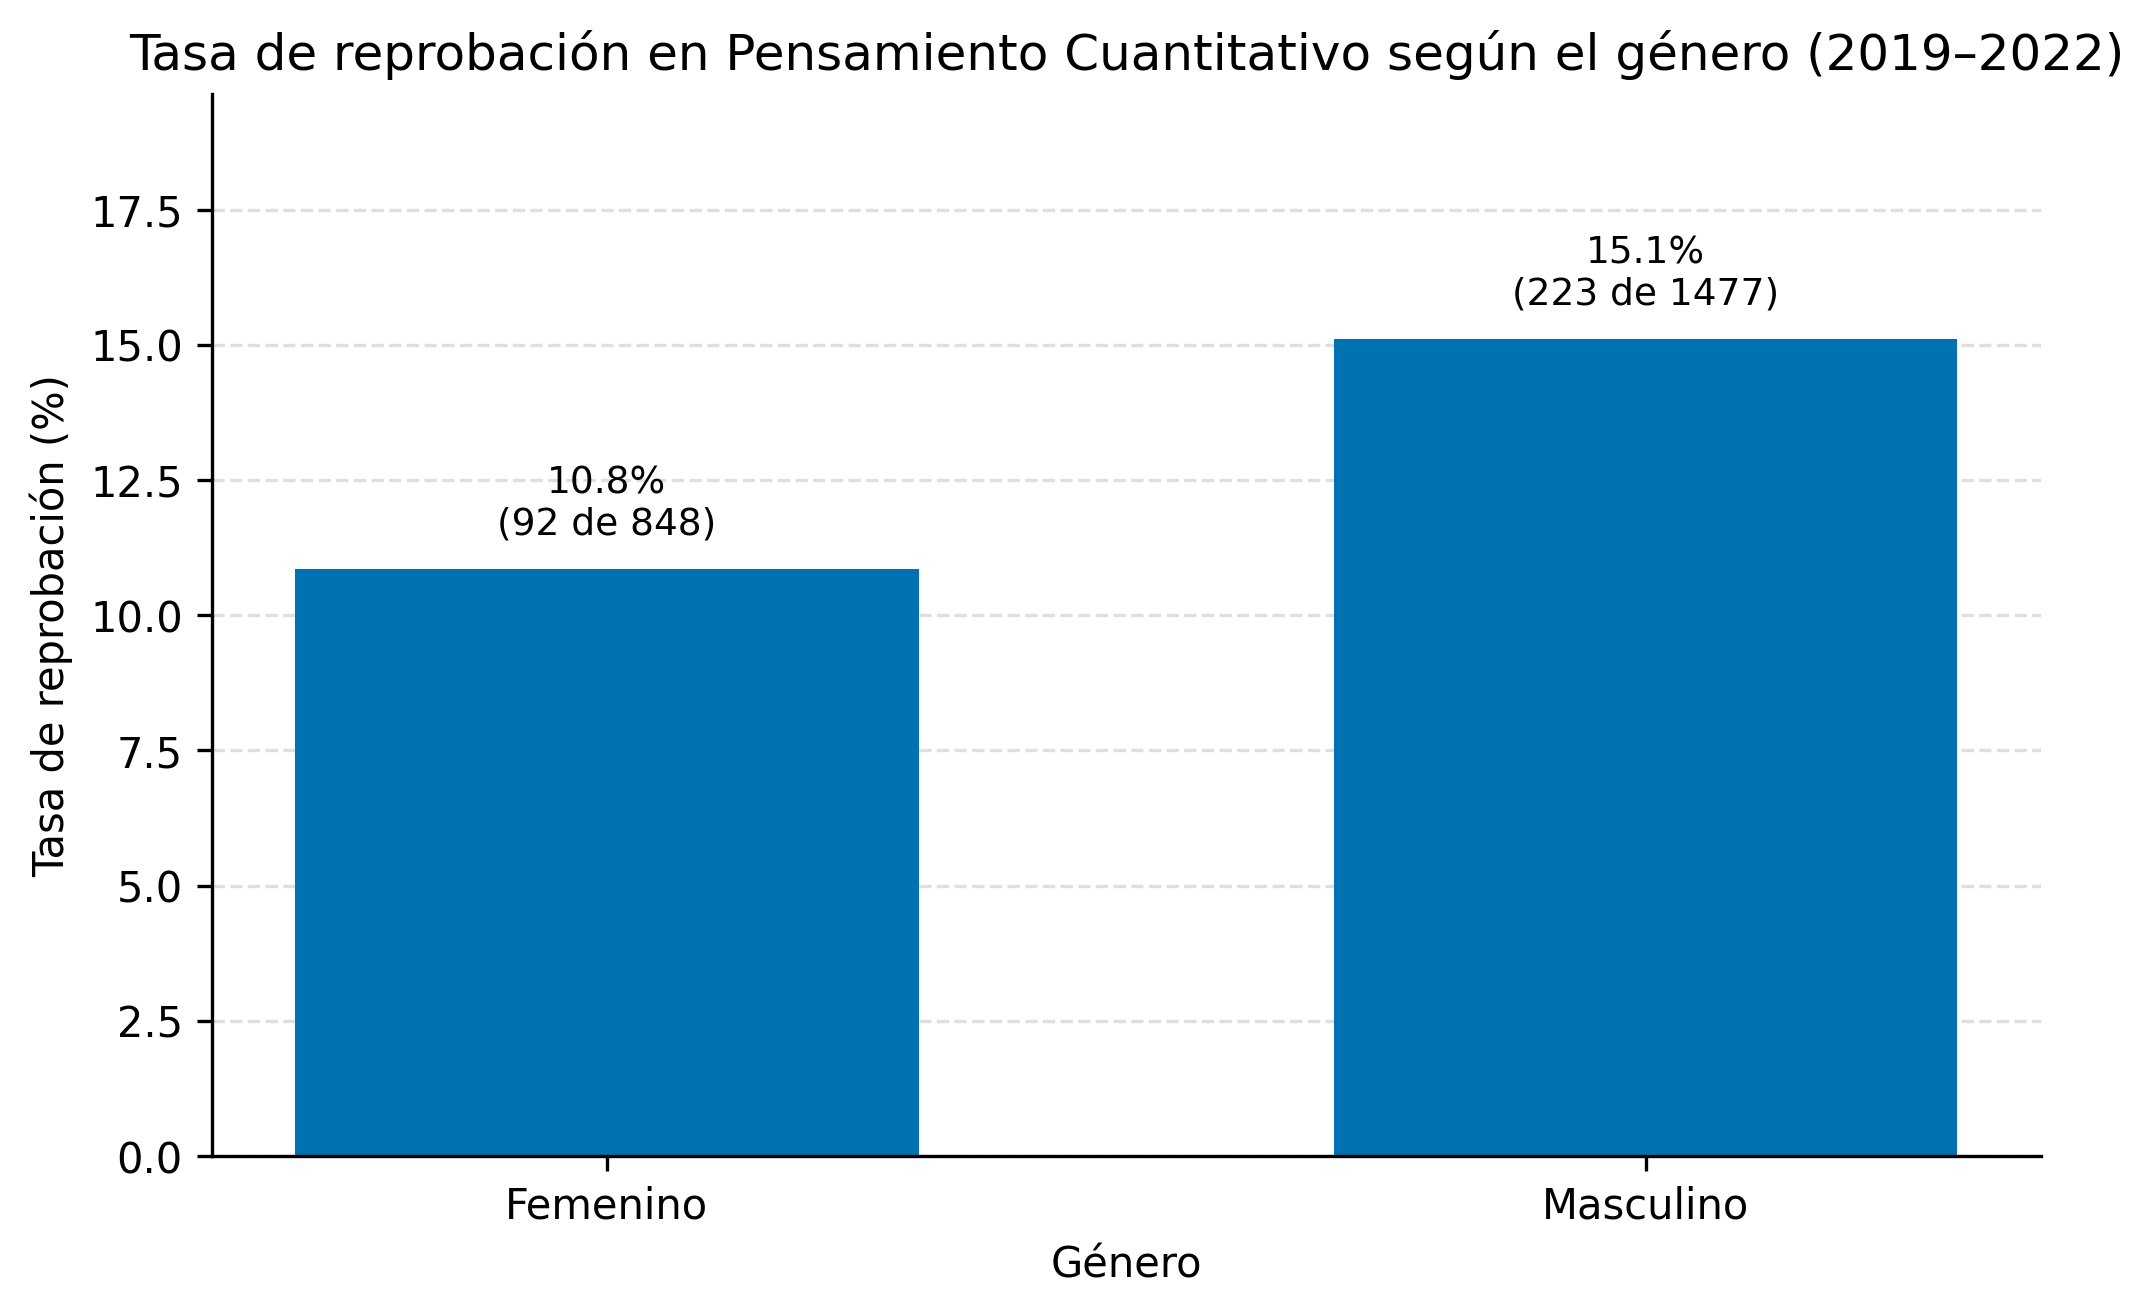 Tasa de reprobación en Pensamiento Cuantitativo según el género (2019–2022)
Tasa de reprobación (%)
17.5
15.0
12.5
10.0
7.5
5.0
2.5
0.0
10.8%
(92 de 848)
15.1%
(223 de 1477)
Femenino
Masculino
Género